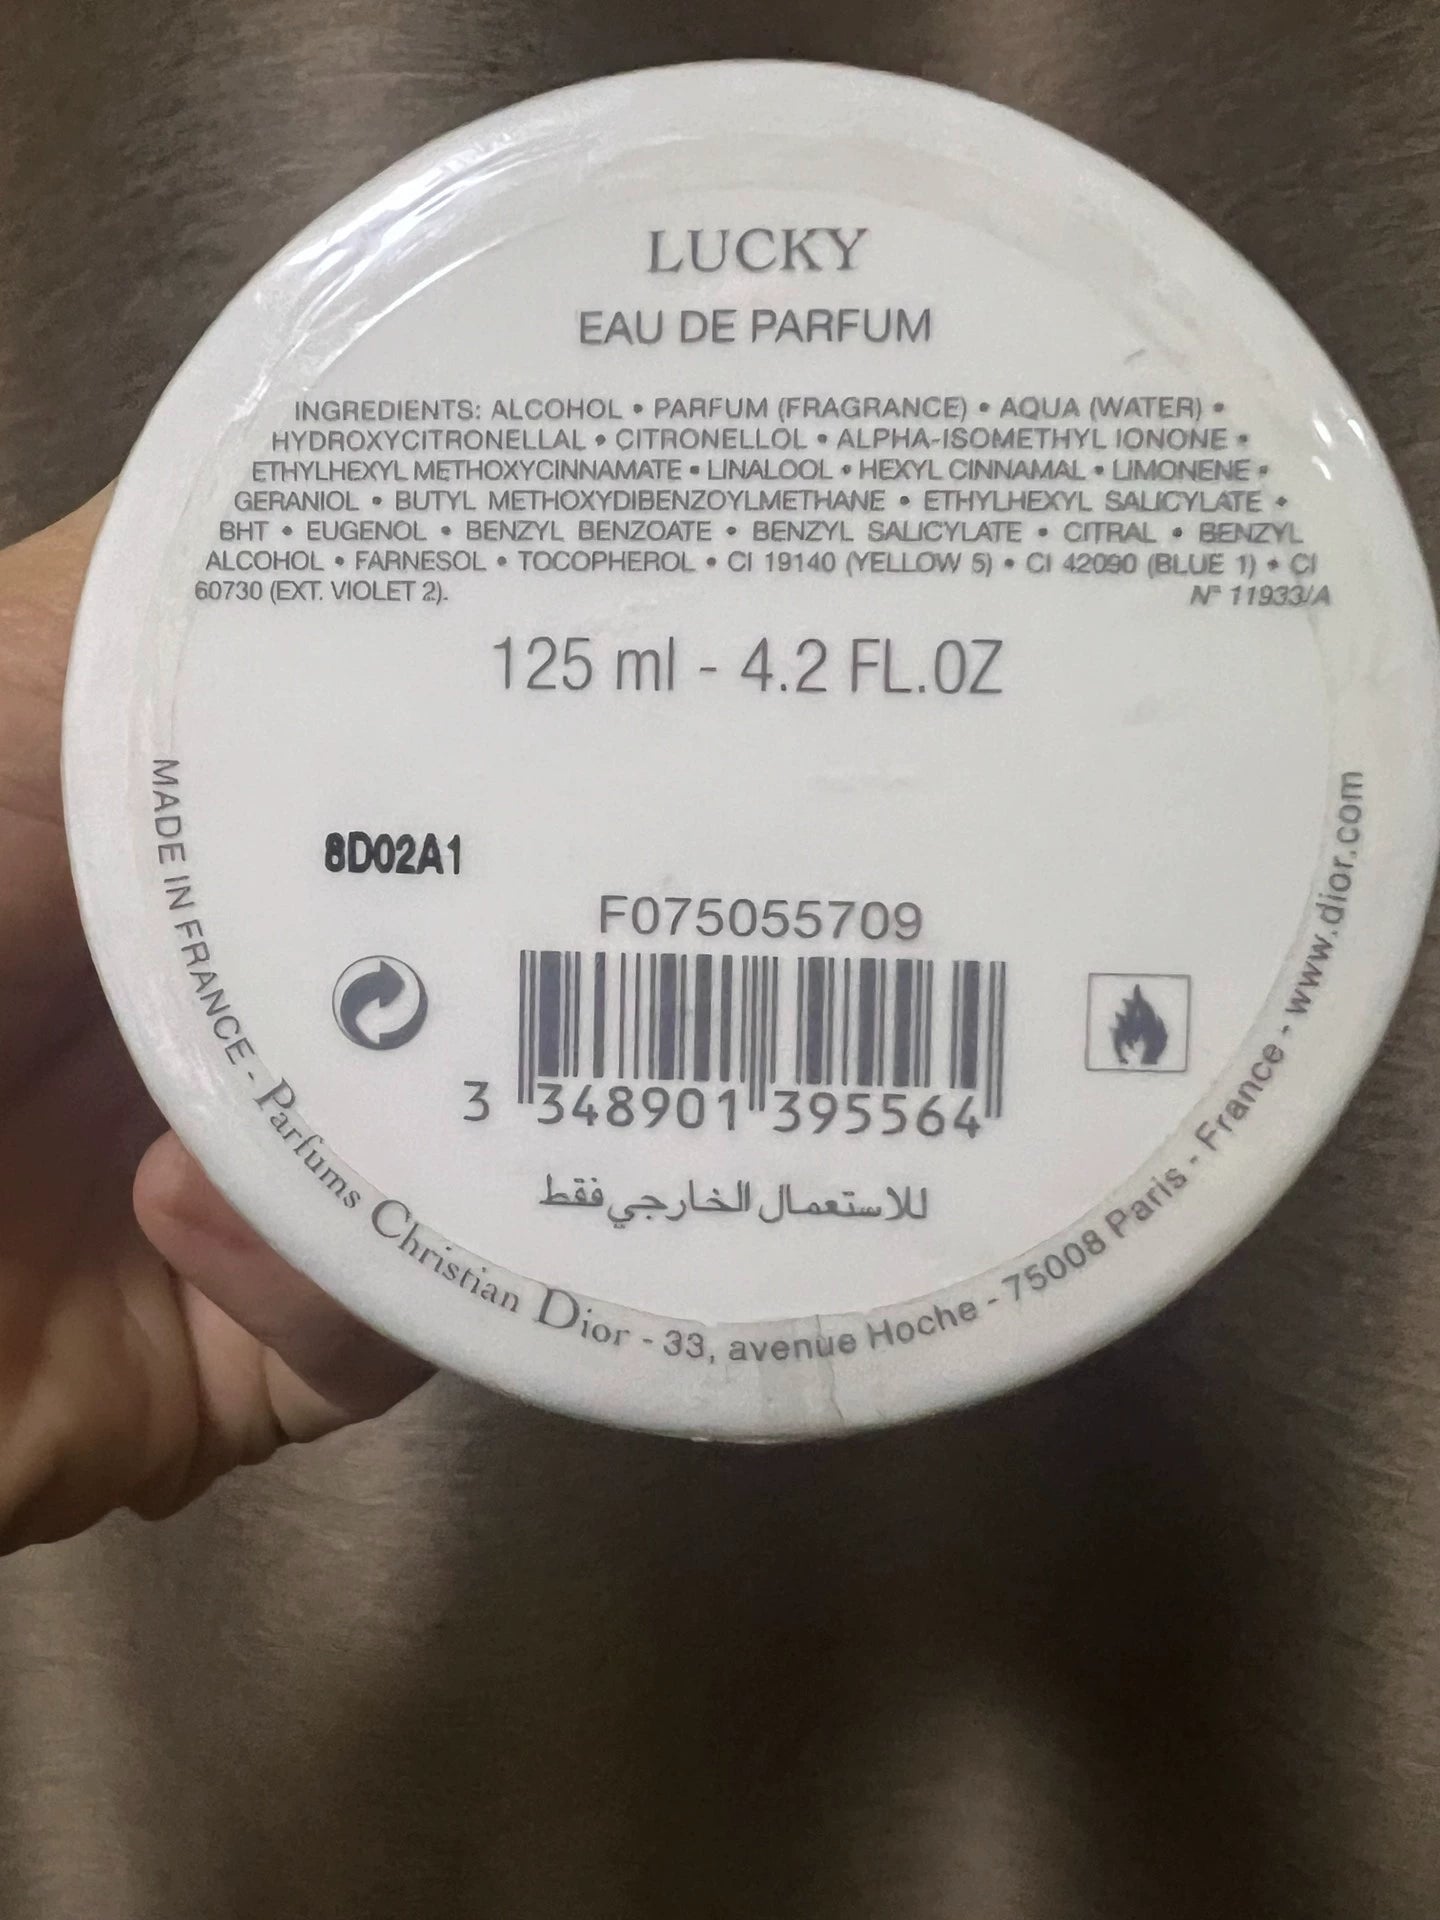 LUCKY
EAU DE PARFUM
INGREDIENTS: ALCOHOL • PARFUM (FRAGRANCE) • AQUA (WATER) •
HYDROXYCITRONELLAL • CITRONELLOL • ALPHA-ISOMETHYL IONONE •
ETHYLHEXYL METHOXYCINNAMATE • LINALOOL • HEXYL CINNAMAL • LIMONENE •
GERANIOL • BUTYL METHOXYDIBENZOYLMETHANE • ETHYLHEXYL SALICYLATE •
BHT • EUGENOL • BENZYL BENZOATE • BENZYL SALICYLATE • CITRAL • BENZYL
ALCOHOL • FARNESOL • TOCOPHEROL • CI 19140 (YELLOW 5) • CI 42090 (BLUE 1) • CI
60730 (EXT. VIOLET 2). N° 11933/A
125 ml - 4.2 FL.OZ
8D02A1
F075055709
3 348901 395564
للاستعمال الخارجي فقط
MADE IN FRANCE - Parfums Christian Dior - 33, avenue Hoche - 75008 Paris - France - www.dior.com